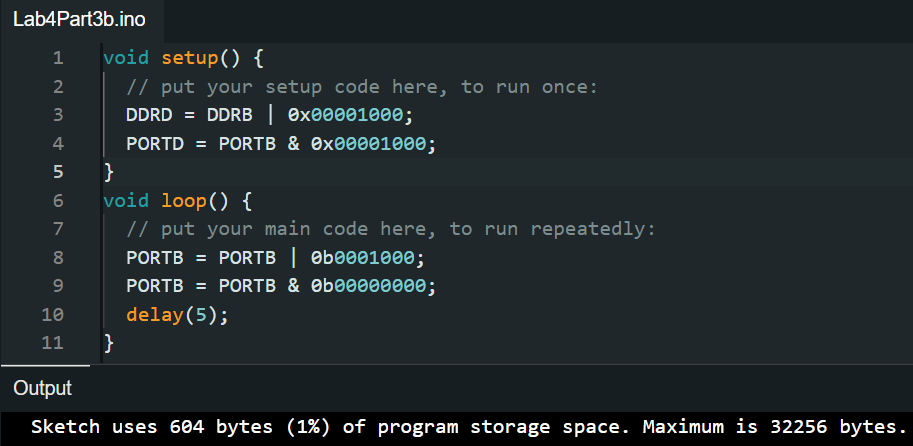 Lab4Part3b.ino
1 void setup() {
2 // put your setup code here, to run once:
3 DDRD = DDRB | 0x00001000;
4 PORTD = PORTB & 0x00001000;
5 }
6 void loop() {
7 // put your main code here, to run repeatedly:
8 PORTB = PORTB | 0b0001000;
9 PORTB = PORTB & 0b00000000;
10 delay(5);
11 }
Output
Sketch uses 604 bytes (1%) of program storage space. Maximum is 32256 bytes.